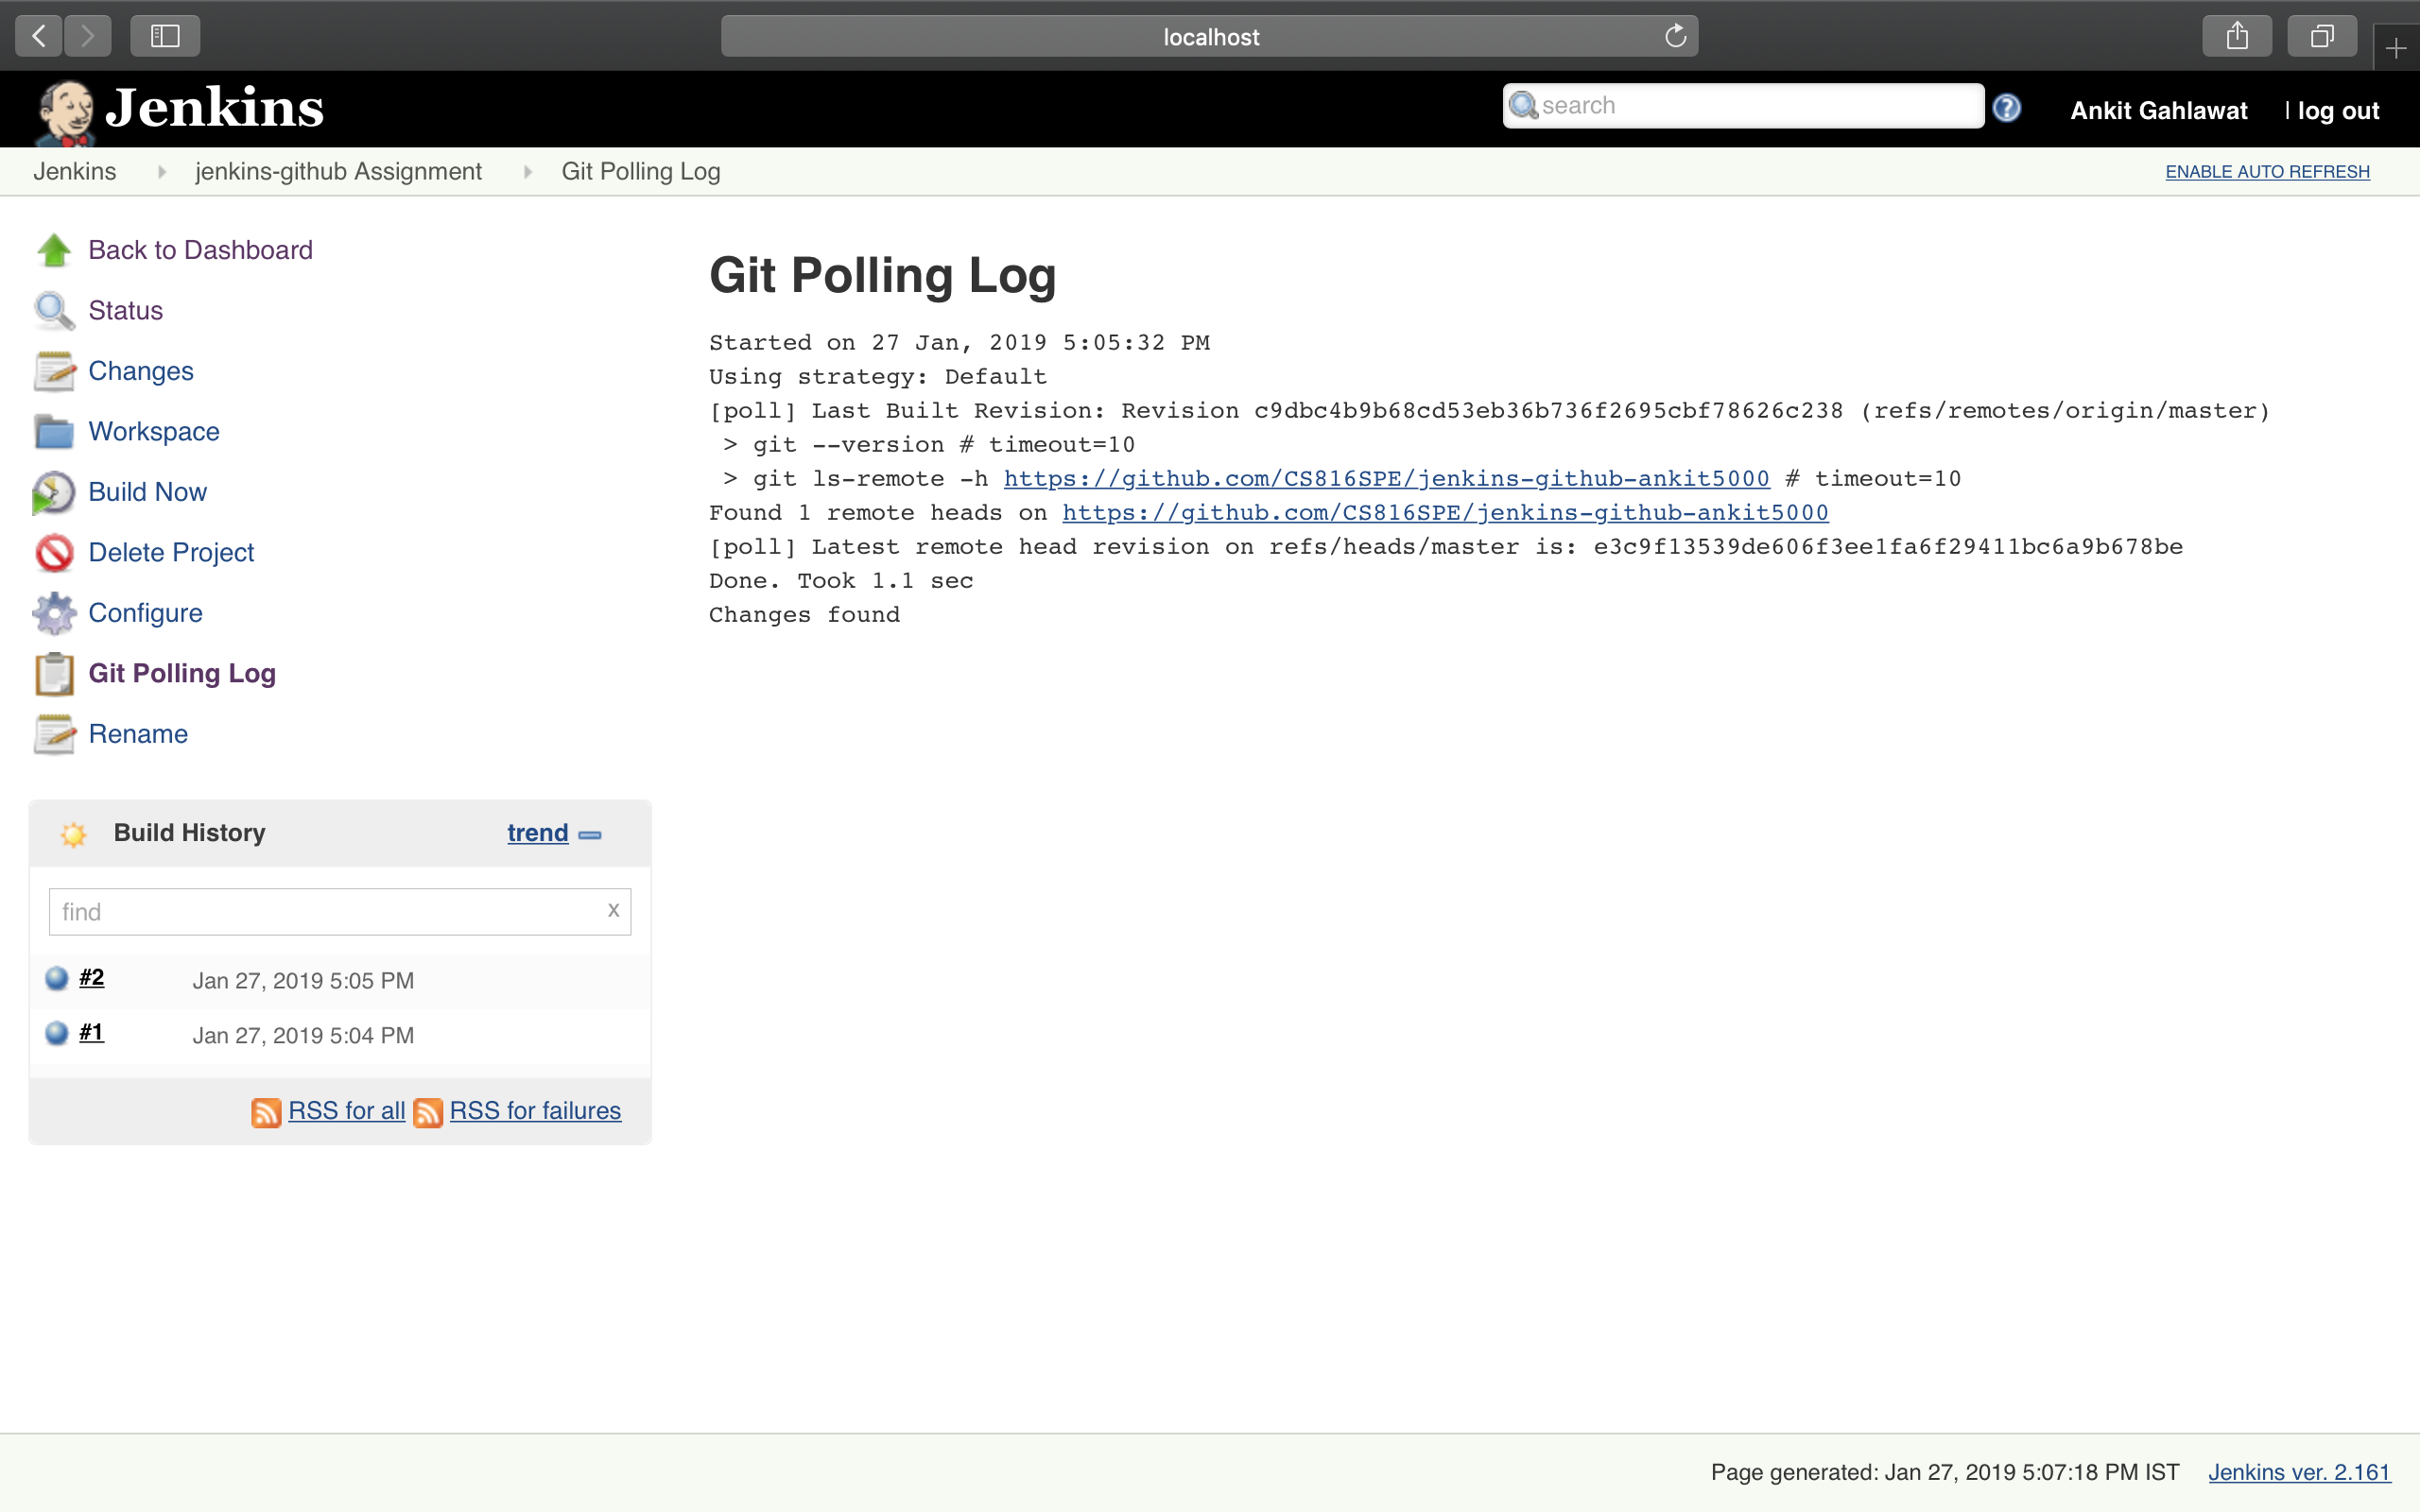 localhost
Jenkins
search
Ankit Gahlawat | log out
Jenkins jenkins-github Assignment Git Polling Log
ENABLE AUTO REFRESH
Back to Dashboard
Status
Changes
Workspace
Build Now
Delete Project
Configure
Git Polling Log
Rename
Build History trend
find x
#2 Jan 27, 2019 5:05 PM
#1 Jan 27, 2019 5:04 PM
RSS for all RSS for failures
Git Polling Log
Started on 27 Jan, 2019 5:05:32 PM
Using strategy: Default
[poll] Last Built Revision: Revision c9dbc4b9b68cd53eb36b736f2695cbf78626c238 (refs/remotes/origin/master)
> git --version # timeout=10
> git ls-remote -h https://github.com/CS816SPE/jenkins-github-ankit5000 # timeout=10
Found 1 remote heads on https://github.com/CS816SPE/jenkins-github-ankit5000
[poll] Latest remote head revision on refs/heads/master is: e3c9f13539de606f3ee1fa6f29411bc6a9b678be
Done. Took 1.1 sec
Changes found
Page generated: Jan 27, 2019 5:07:18 PM IST Jenkins ver. 2.161